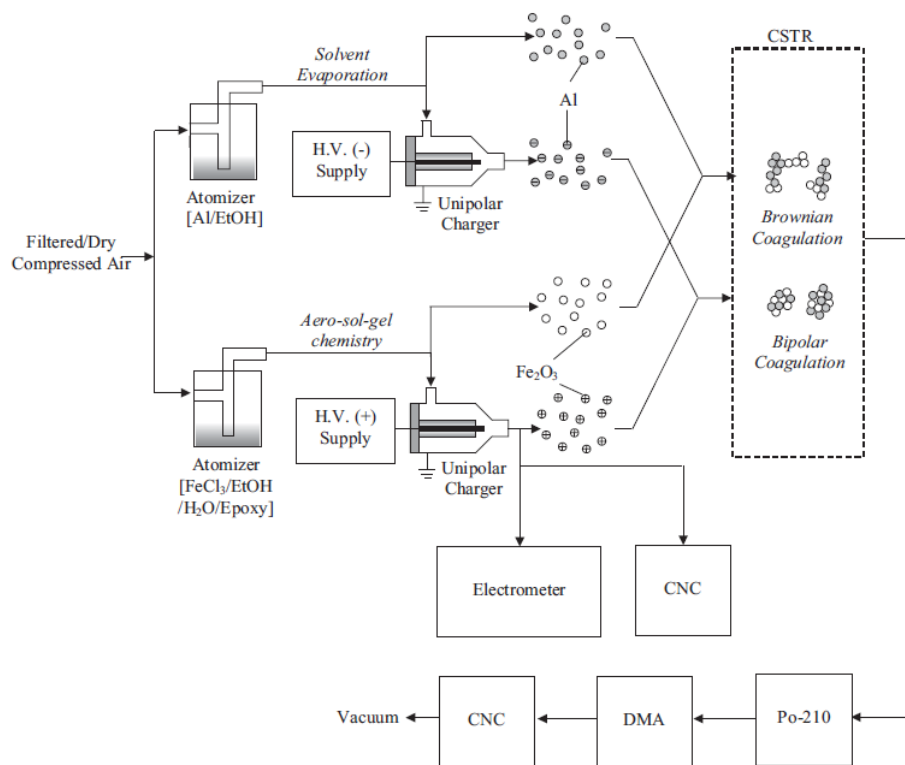 CSTR
Solvent
Evaporation
Al
H.V. (-)
Supply
Atomizer
[Al/EtOH]
Unipolar
Charger
Brownian
Coagulation
Filtered/Dry
Compressed Air
Aero-sol-gel
chemistry
Bipolar
Coagulation
Fe₂O₃
H.V. (+)
Supply
Atomizer
[FeCl₃/EtOH
/H₂O/Epoxy]
Unipolar
Charger
Electrometer
CNC
Vacuum
CNC
DMA
Po-210